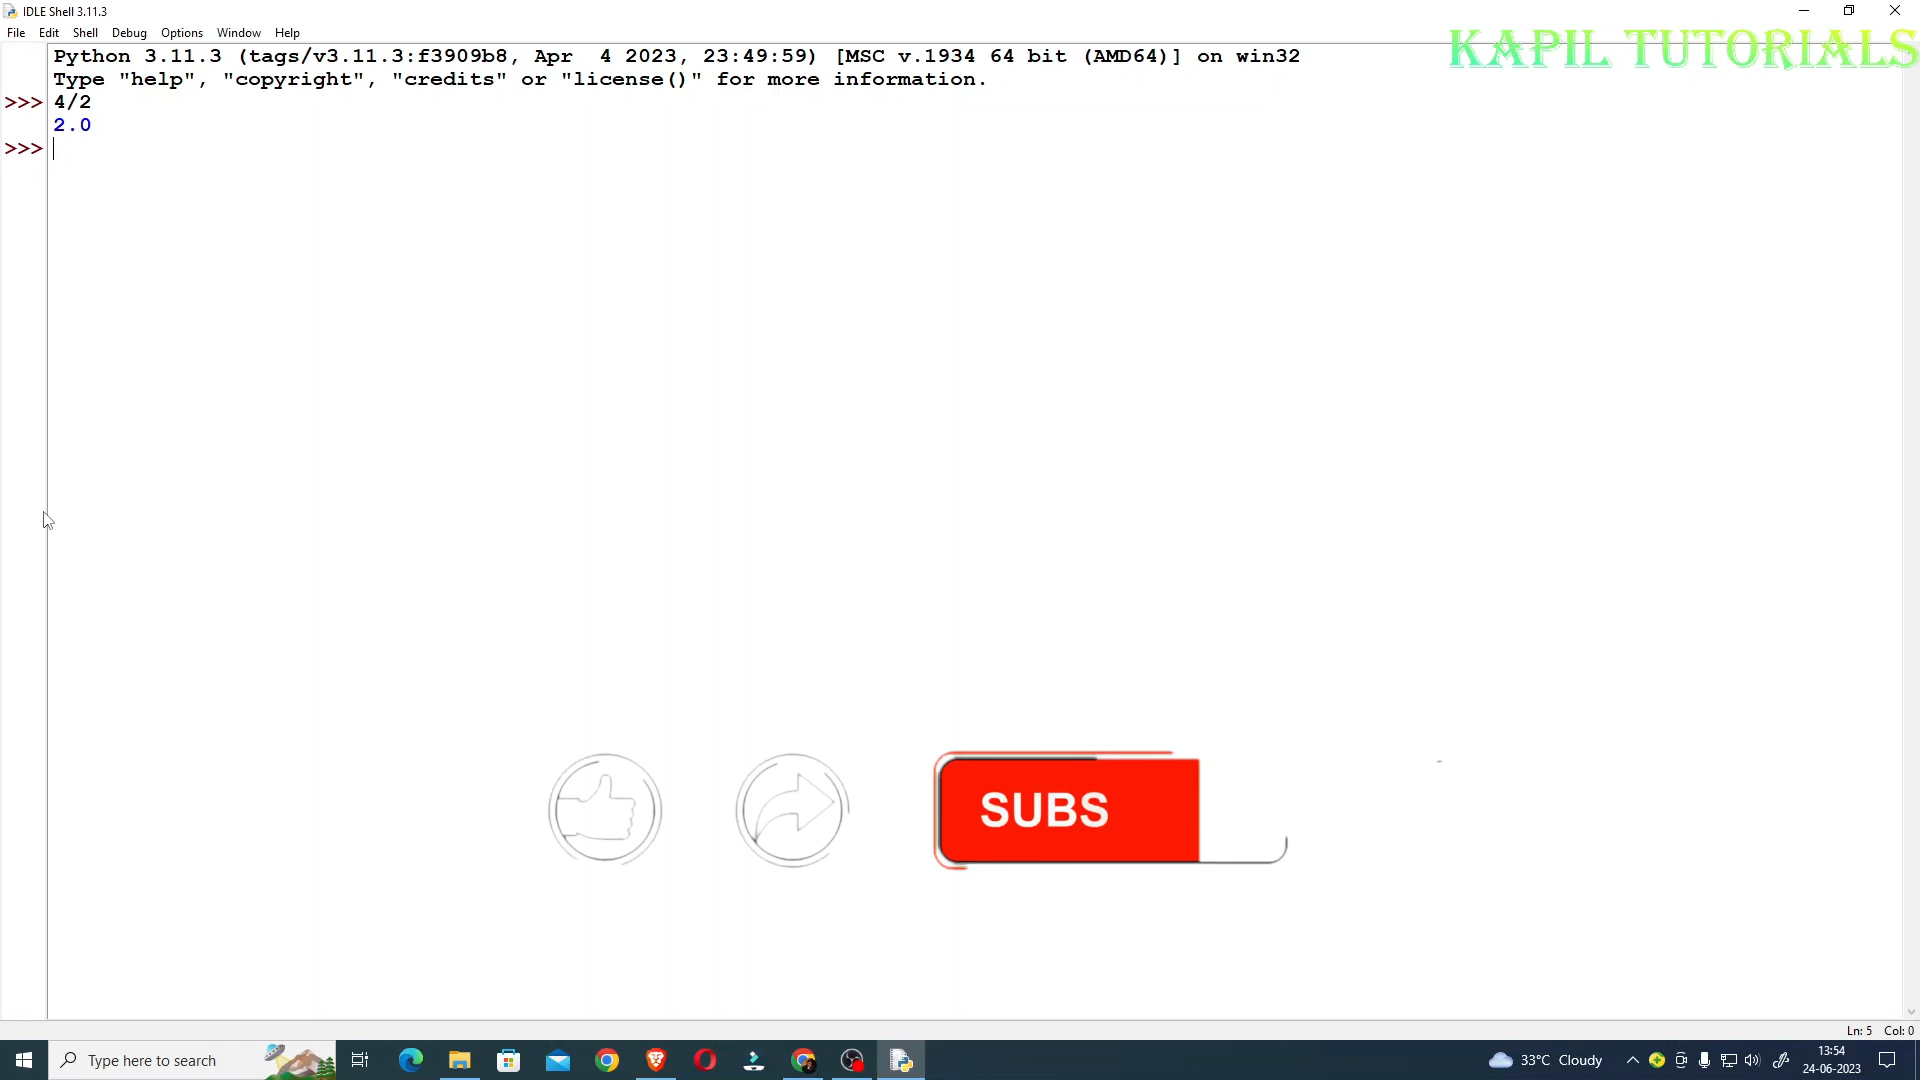 IDLE Shell 3.11.3
File Edit Shell Debug Options Window Help
KAPIL TUTORIALS
Python 3.11.3 (tags/v3.11.3:f3909b8, Apr  4 2023, 23:49:59) [MSC v.1934 64 bit (AMD64)] on win32
Type "help", "copyright", "credits" or "license()" for more information.
>>> 4/2
2.0
>>>
SUBS
Ln: 5 Col: 0
Type here to search
33°C Cloudy
13:54
24-06-2023